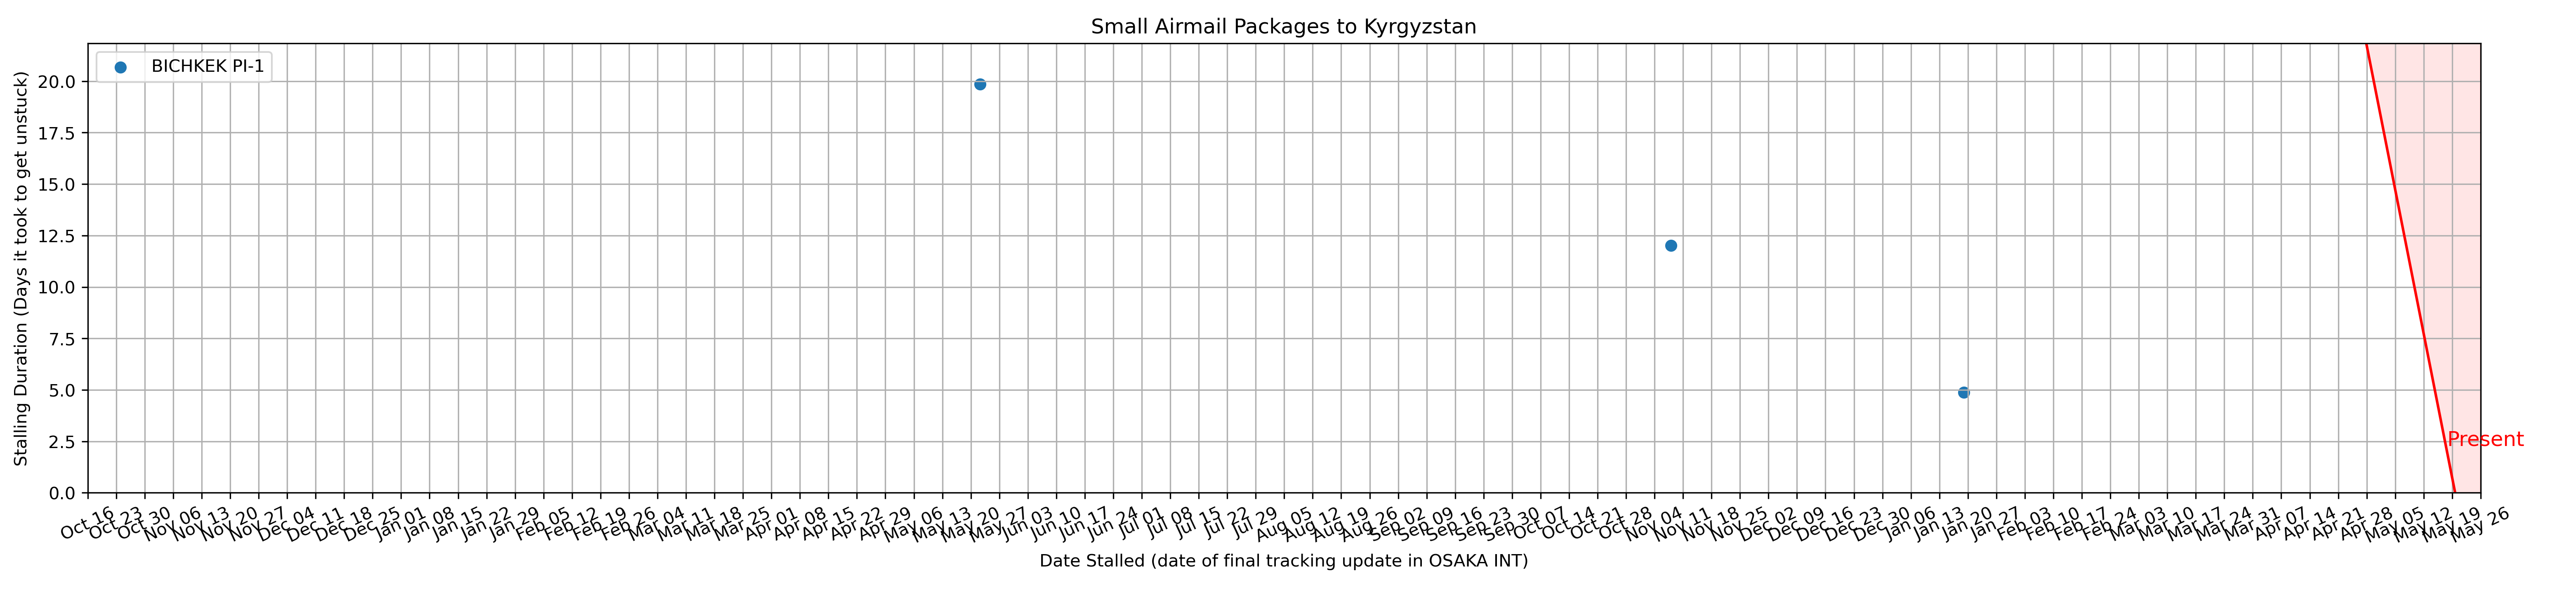 Small Airmail Packages to Kyrgyzstan
BICHKEK PI-1
Stalling Duration (Days it took to get unstuck)
20.0
17.5
15.0
12.5
10.0
7.5
5.0
2.5
0.0
Present
Oct 16
Oct 23
Oct 30
Nov 06
Nov 13
Nov 20
Nov 27
Dec 04
Dec 11
Dec 18
Dec 25
Jan 01
Jan 08
Jan 15
Jan 22
Jan 29
Feb 05
Feb 12
Feb 19
Feb 26
Mar 04
Mar 11
Mar 18
Mar 25
Apr 01
Apr 08
Apr 15
Apr 22
Apr 29
May 06
May 13
May 20
May 27
Jun 03
Jun 10
Jun 17
Jun 24
Jul 01
Jul 08
Jul 15
Jul 22
Jul 29
Aug 05
Aug 12
Aug 19
Aug 26
Sep 02
Sep 09
Sep 16
Sep 23
Sep 30
Oct 07
Oct 14
Oct 21
Oct 28
Nov 04
Nov 11
Nov 18
Nov 25
Dec 02
Dec 09
Dec 16
Dec 23
Dec 30
Jan 06
Jan 13
Jan 20
Jan 27
Feb 03
Feb 10
Feb 17
Feb 24
Mar 03
Mar 10
Mar 17
Mar 24
Mar 31
Apr 07
Apr 14
Apr 21
Apr 28
May 05
May 12
May 19
May 26
Date Stalled (date of final tracking update in OSAKA INT)